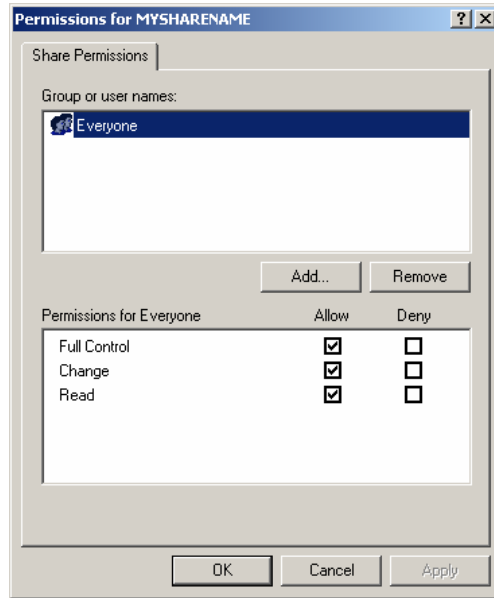 Permissions for MYSHARENAME
Share Permissions
Group or user names:
Everyone
Add... Remove
Permissions for Everyone Allow Deny
Full Control
Change
Read
OK Cancel Apply